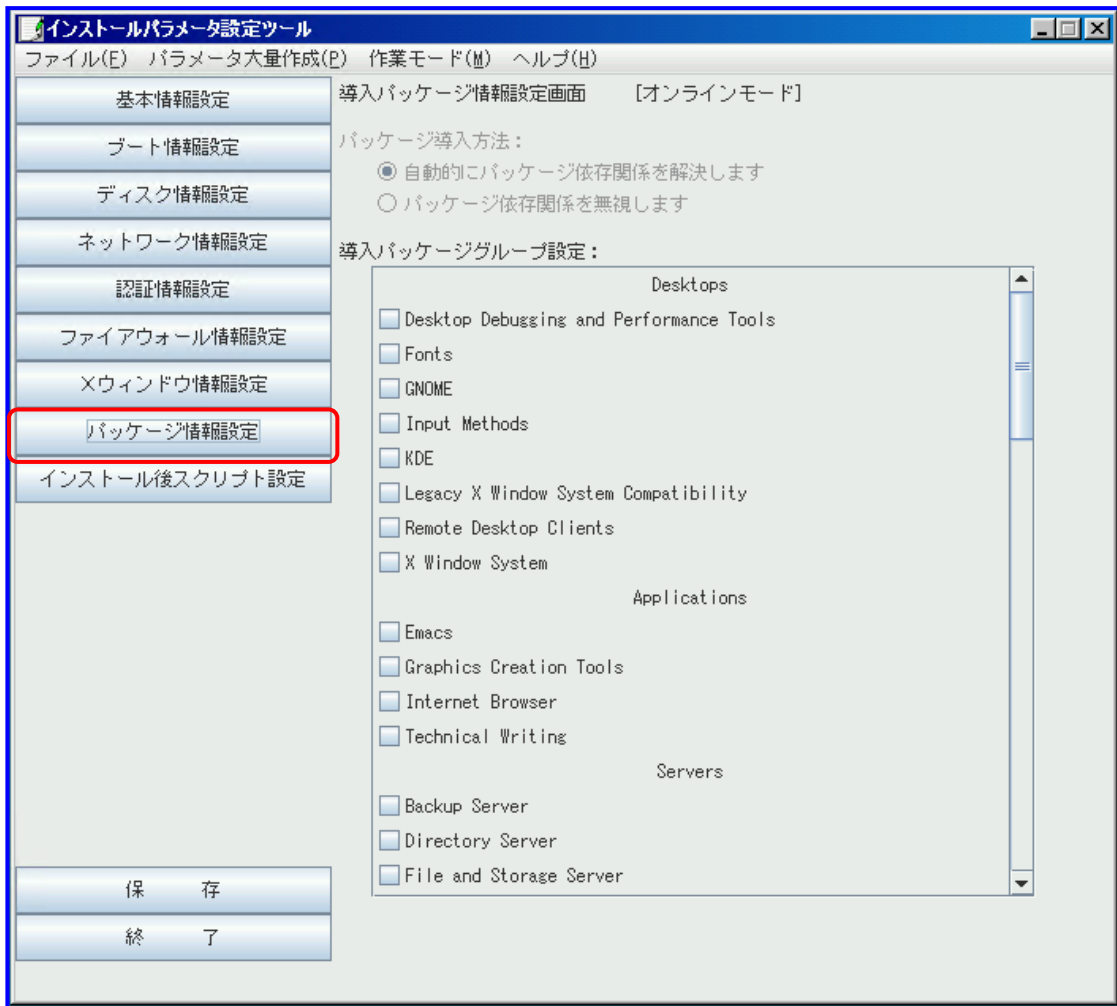 インストールパラメータ設定ツール
ファイル(F) パラメータ大量作成(P) 作業モード(M) ヘルプ(H)
基本情報設定
ブート情報設定
ディスク情報設定
ネットワーク情報設定
認証情報設定
ファイアウォール情報設定
Xウィンドウ情報設定
パッケージ情報設定
インストール後スクリプト設定
保 存
終 了
導入パッケージ情報設定画面 [オンラインモード]
パッケージ導入方法：
自動的にパッケージ依存関係を解決します
パッケージ依存関係を無視します
導入パッケージグループ設定：
Desktops
Desktop Debugging and Performance Tools
Fonts
GNOME
Input Methods
KDE
Legacy X Window System Compatibility
Remote Desktop Clients
X Window System
Applications
Emacs
Graphics Creation Tools
Internet Browser
Technical Writing
Servers
Backup Server
Directory Server
File and Storage Server